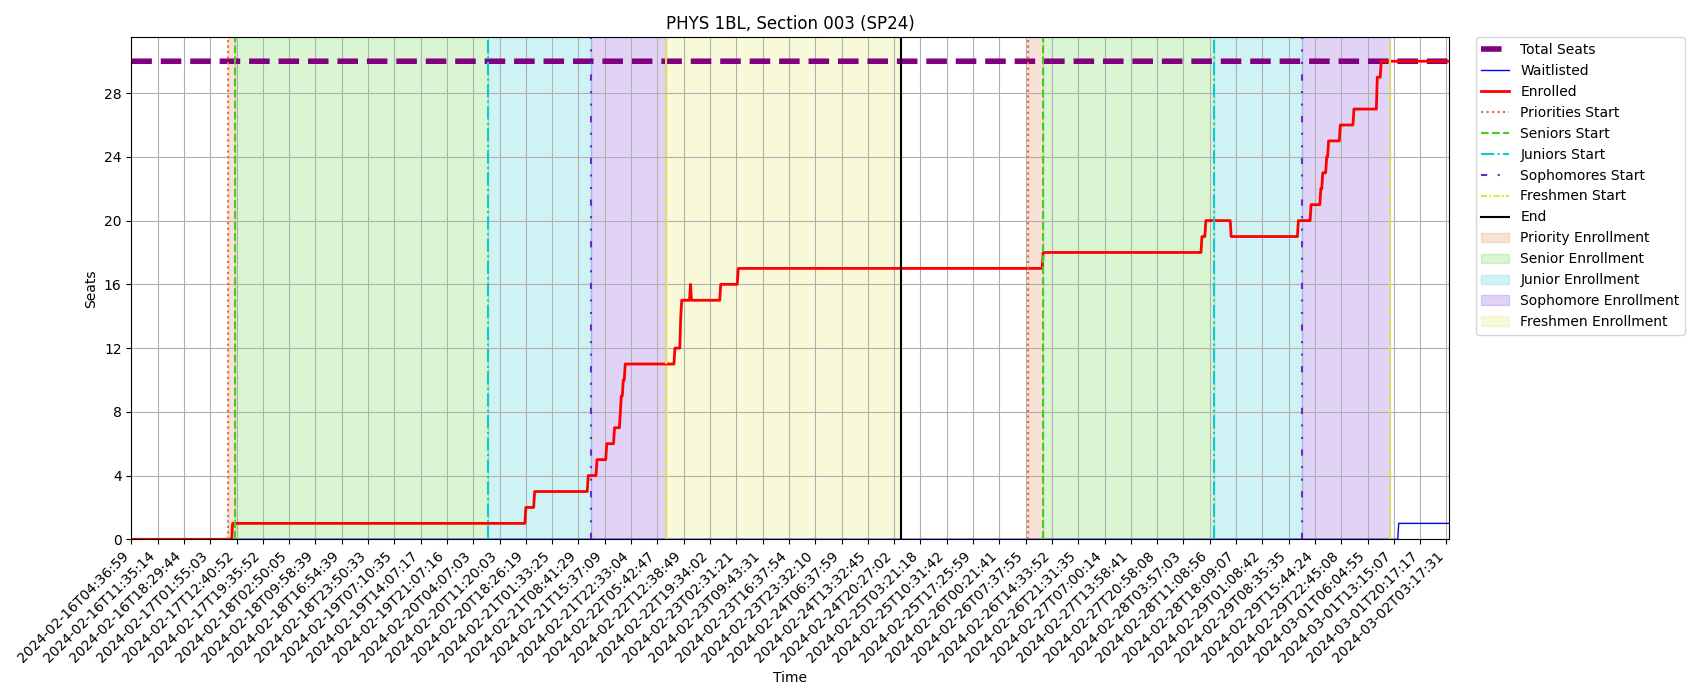 PHYS 1BL, Section 003 (SP24)
Seats
28
24
20
16
12
8
4
0
2024-02-16T04:36:59
2024-02-16T11:35:14
2024-02-16T18:29:44
2024-02-17T01:55:03
2024-02-17T12:40:52
2024-02-17T19:35:52
2024-02-18T02:50:05
2024-02-18T09:58:39
2024-02-18T16:54:39
2024-02-18T23:50:33
2024-02-19T07:10:35
2024-02-19T14:07:17
2024-02-19T21:07:16
2024-02-20T04:07:03
2024-02-20T11:20:03
2024-02-20T18:26:19
2024-02-21T01:33:25
2024-02-21T08:41:29
2024-02-21T15:37:09
2024-02-21T22:33:04
2024-02-22T05:42:47
2024-02-22T12:38:49
2024-02-22T19:34:02
2024-02-23T02:31:21
2024-02-23T09:43:31
2024-02-23T16:37:54
2024-02-23T23:32:10
2024-02-24T06:37:59
2024-02-24T13:32:45
2024-02-24T20:27:02
2024-02-25T03:21:18
2024-02-25T10:31:42
2024-02-25T17:25:59
2024-02-26T00:21:41
2024-02-26T07:37:55
2024-02-26T14:33:52
2024-02-26T21:31:35
2024-02-27T07:00:14
2024-02-27T13:58:41
2024-02-27T20:58:08
2024-02-28T03:57:03
2024-02-28T11:08:56
2024-02-28T18:09:07
2024-02-29T01:08:42
2024-02-29T08:35:35
2024-02-29T15:44:24
2024-02-29T22:45:08
2024-03-01T06:04:55
2024-03-01T13:15:07
2024-03-01T20:17:17
2024-03-02T03:17:31
Time
Total Seats
Waitlisted
Enrolled
Priorities Start
Seniors Start
Juniors Start
Sophomores Start
Freshmen Start
End
Priority Enrollment
Senior Enrollment
Junior Enrollment
Sophomore Enrollment
Freshmen Enrollment